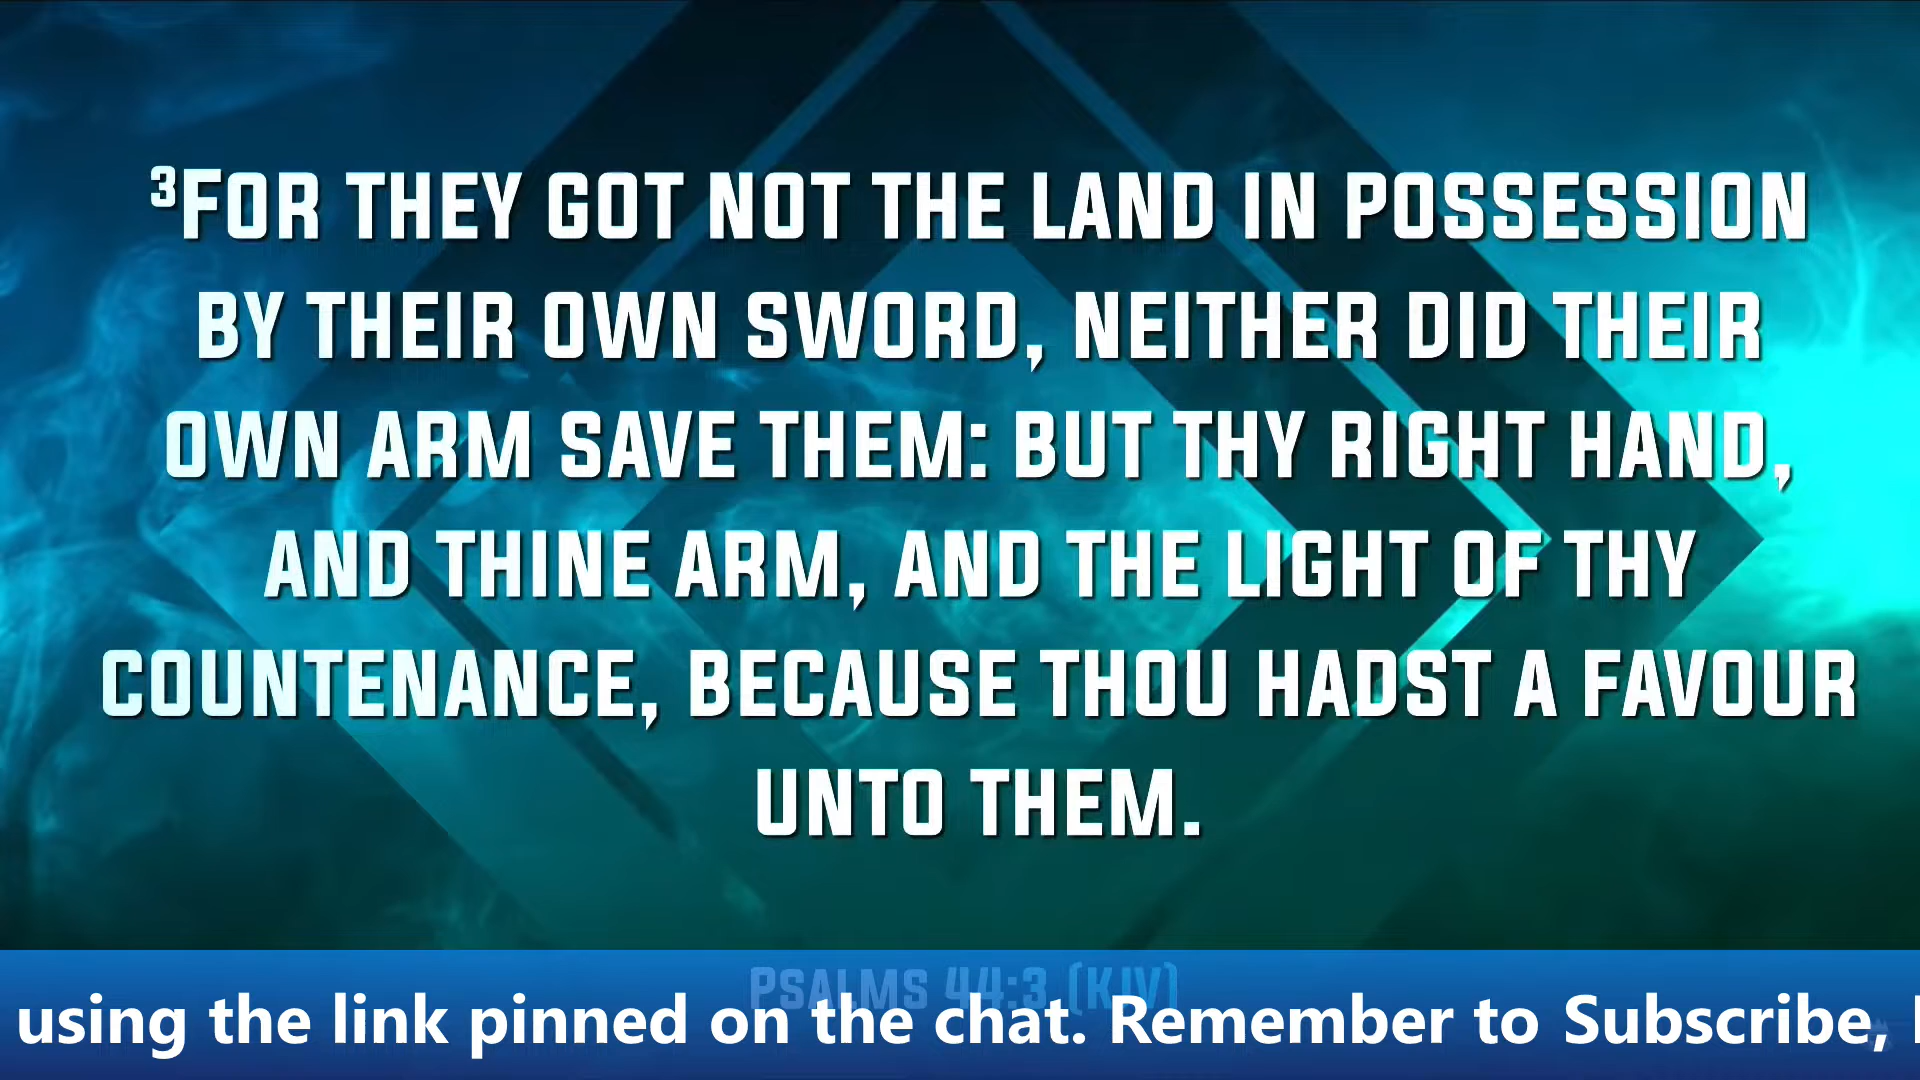 ³FOR THEY GOT NOT THE LAND IN POSSESSION
BY THEIR OWN SWORD, NEITHER DID THEIR
OWN ARM SAVE THEM: BUT THY RIGHT HAND,
AND THINE ARM, AND THE LIGHT OF THY
COUNTENANCE, BECAUSE THOU HADST A FAVOUR
UNTO THEM.
PSALMS 44:3 (KJV)
using the link pinned on the chat. Remember to Subscribe,